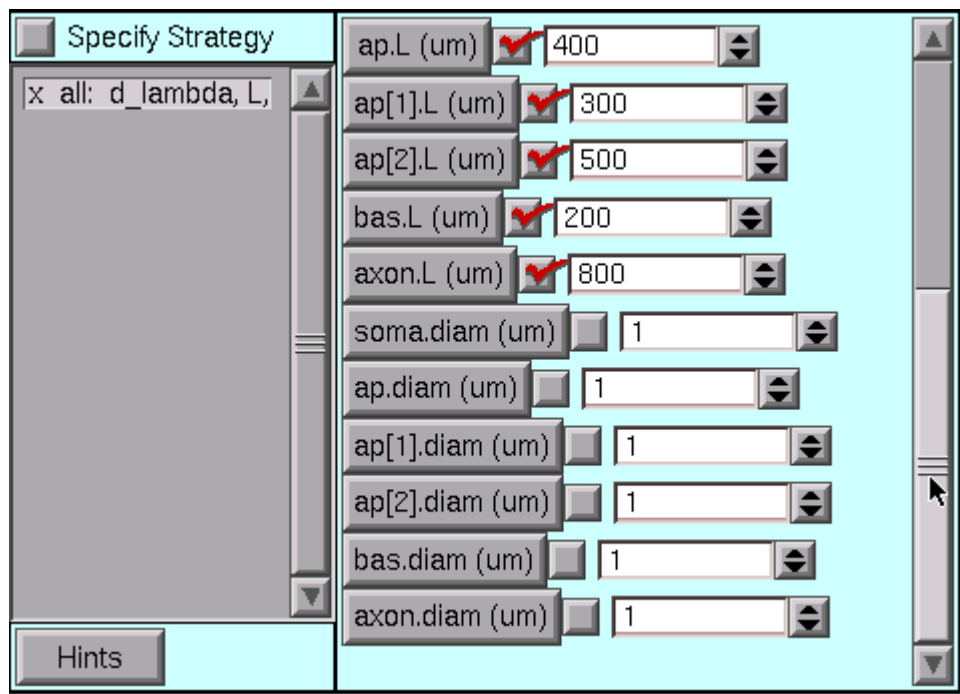 Specify Strategy
x all: d_lambda, L,
Hints
ap.L (um) 400
ap[1].L (um) 300
ap[2].L (um) 500
bas.L (um) 200
axon.L (um) 800
soma.diam (um) 1
ap.diam (um) 1
ap[1].diam (um) 1
ap[2].diam (um) 1
bas.diam (um) 1
axon.diam (um) 1